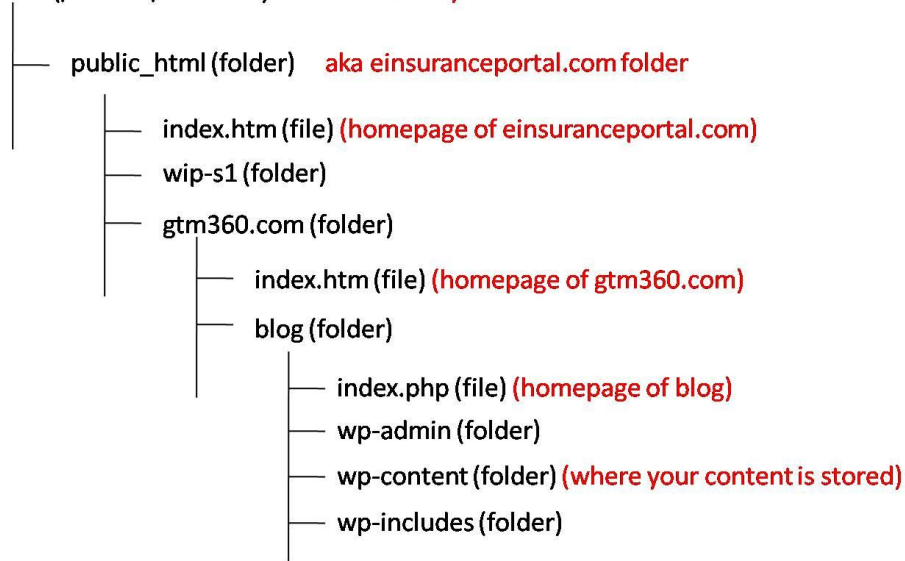 public_html (folder) aka einsuranceportal.com folder
index.htm (file) (homepage of einsuranceportal.com)
wip-s1 (folder)
gtm360.com (folder)
index.htm (file) (homepage of gtm360.com)
blog (folder)
index.php (file) (homepage of blog)
wp-admin (folder)
wp-content (folder) (where your content is stored)
wp-includes (folder)